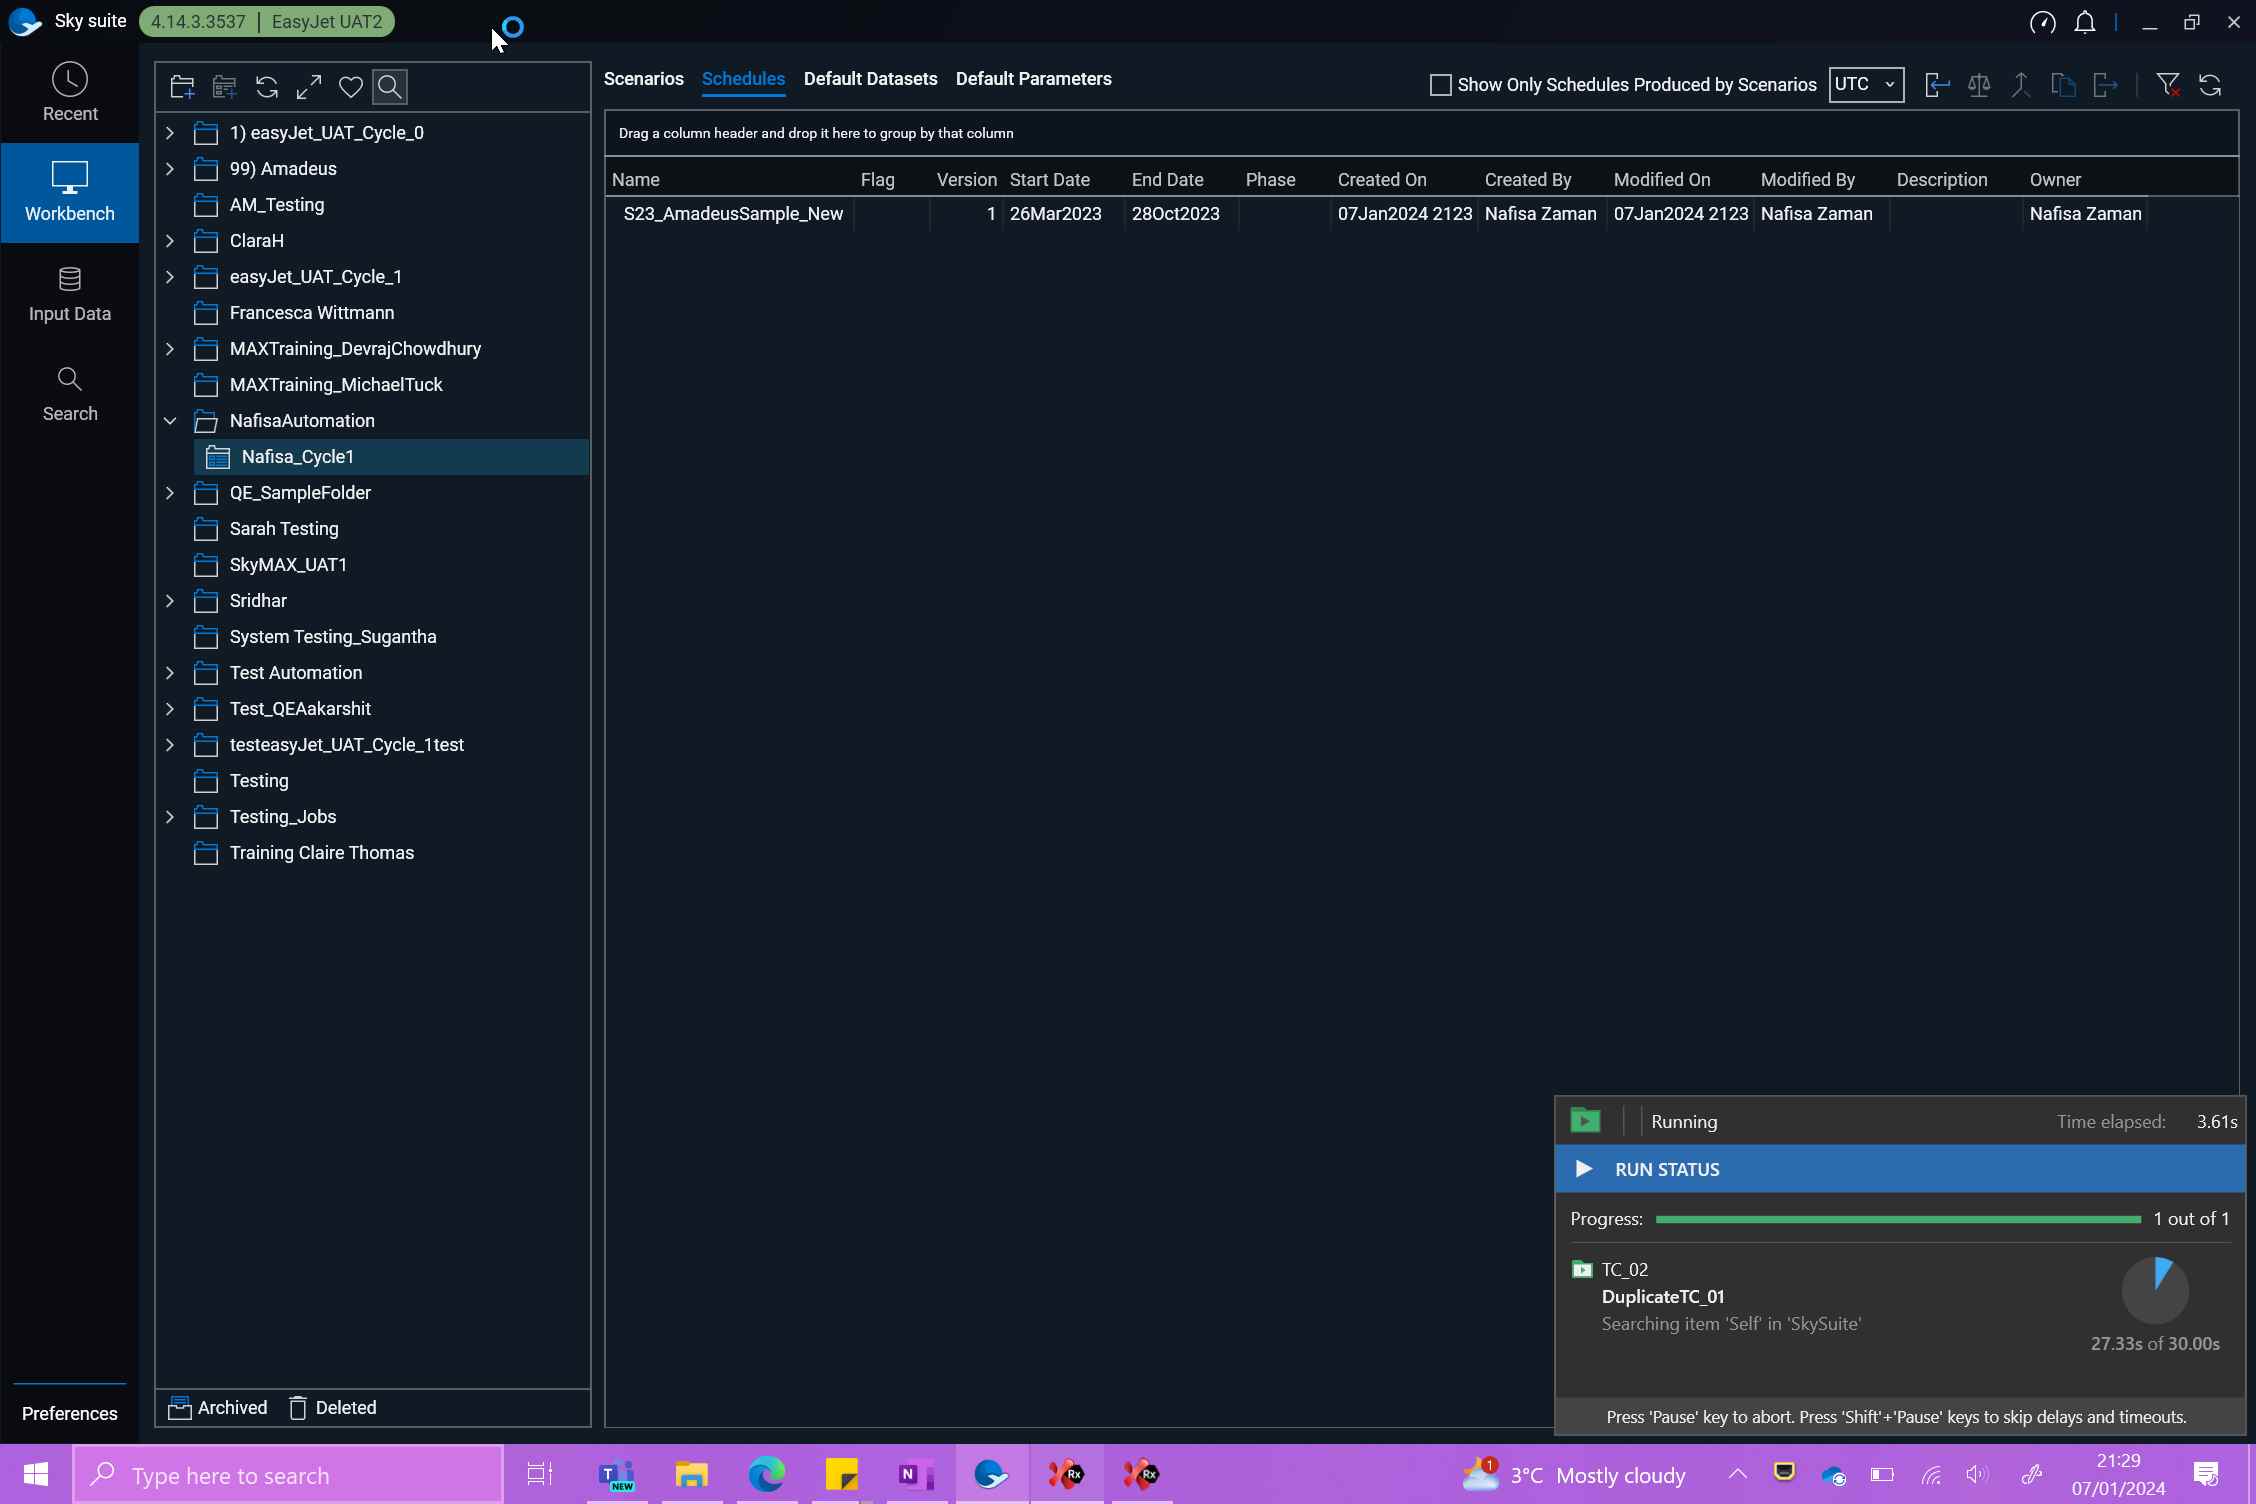 Sky suite 4.14.3.3537 | EasyJet UAT2
Recent
Workbench
Input Data
Search
Preferences
1) easyJet_UAT_Cycle_0
99) Amadeus
AM_Testing
ClaraH
easyJet_UAT_Cycle_1
Francesca Wittmann
MAXTraining_DevrajChowdhury
MAXTraining_MichaelTuck
NafisaAutomation
Nafisa_Cycle1
QE_SampleFolder
Sarah Testing
SkyMAX_UAT1
Sridhar
System Testing_Sugantha
Test Automation
Test_QEAakarshit
testeasyJet_UAT_Cycle_1test
Testing
Testing_Jobs
Training Claire Thomas
Archived Deleted
Scenarios Schedules Default Datasets Default Parameters
Show Only Schedules Produced by Scenarios UTC
Drag a column header and drop it here to group by that column
Name Flag Version Start Date End Date Phase Created On Created By Modified On Modified By Description Owner
S23_AmadeusSample_New 1 26Mar2023 28Oct2023 07Jan2024 2123 Nafisa Zaman 07Jan2024 2123 Nafisa Zaman Nafisa Zaman
Running Time elapsed: 3.61s
RUN STATUS
Progress: 1 out of 1
TC_02
DuplicateTC_01
Searching item 'Self' in 'SkySuite'
27.33s of 30.00s
Press 'Pause' key to abort. Press 'Shift'+'Pause' keys to skip delays and timeouts.
Type here to search
T
NEW
N
Rx
Rx
1
3°C Mostly cloudy
21:29
07/01/2024